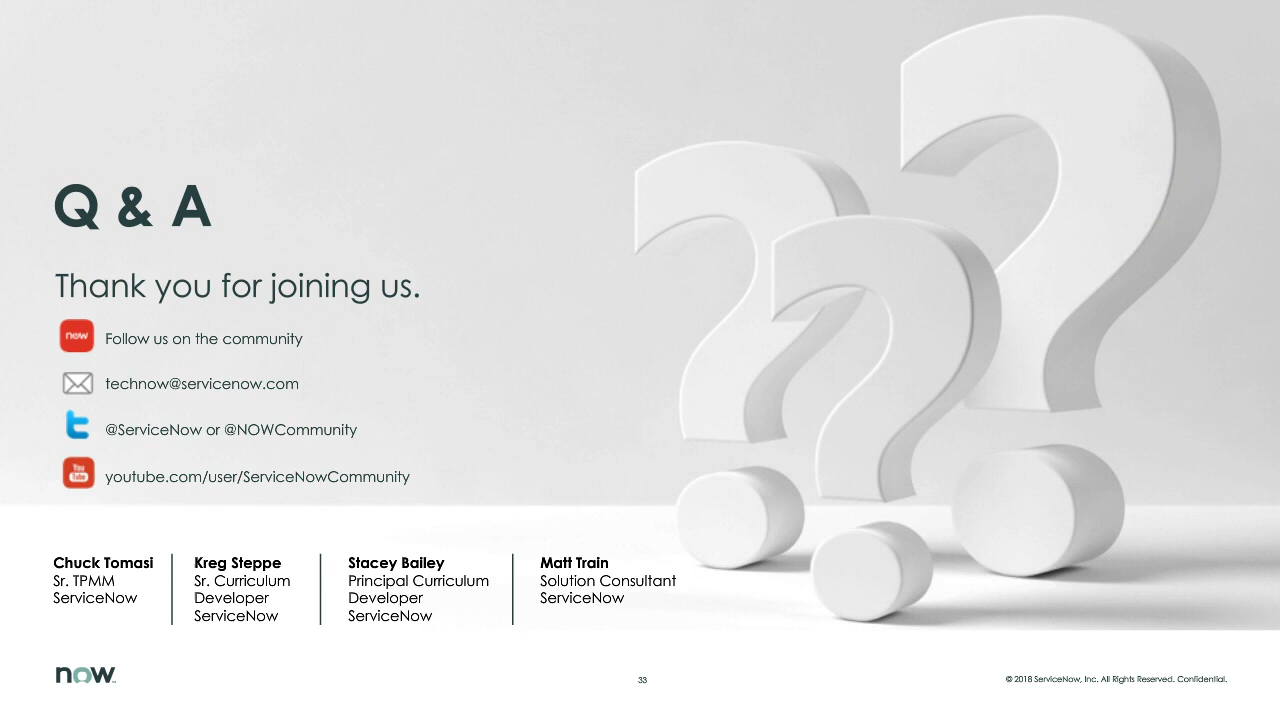 Q & A
Thank you for joining us.
now
Follow us on the community
technow@servicenow.com
@ServiceNow or @NOWCommunity
You
Tube
youtube.com/user/ServiceNowCommunity
Chuck Tomasi
Sr. TPMM
ServiceNow
Kreg Steppe
Sr. Curriculum
Developer
ServiceNow
Stacey Bailey
Principal Curriculum
Developer
ServiceNow
Matt Train
Solution Consultant
ServiceNow
now
33
© 2018 ServiceNow, Inc. All Rights Reserved. Confidential.